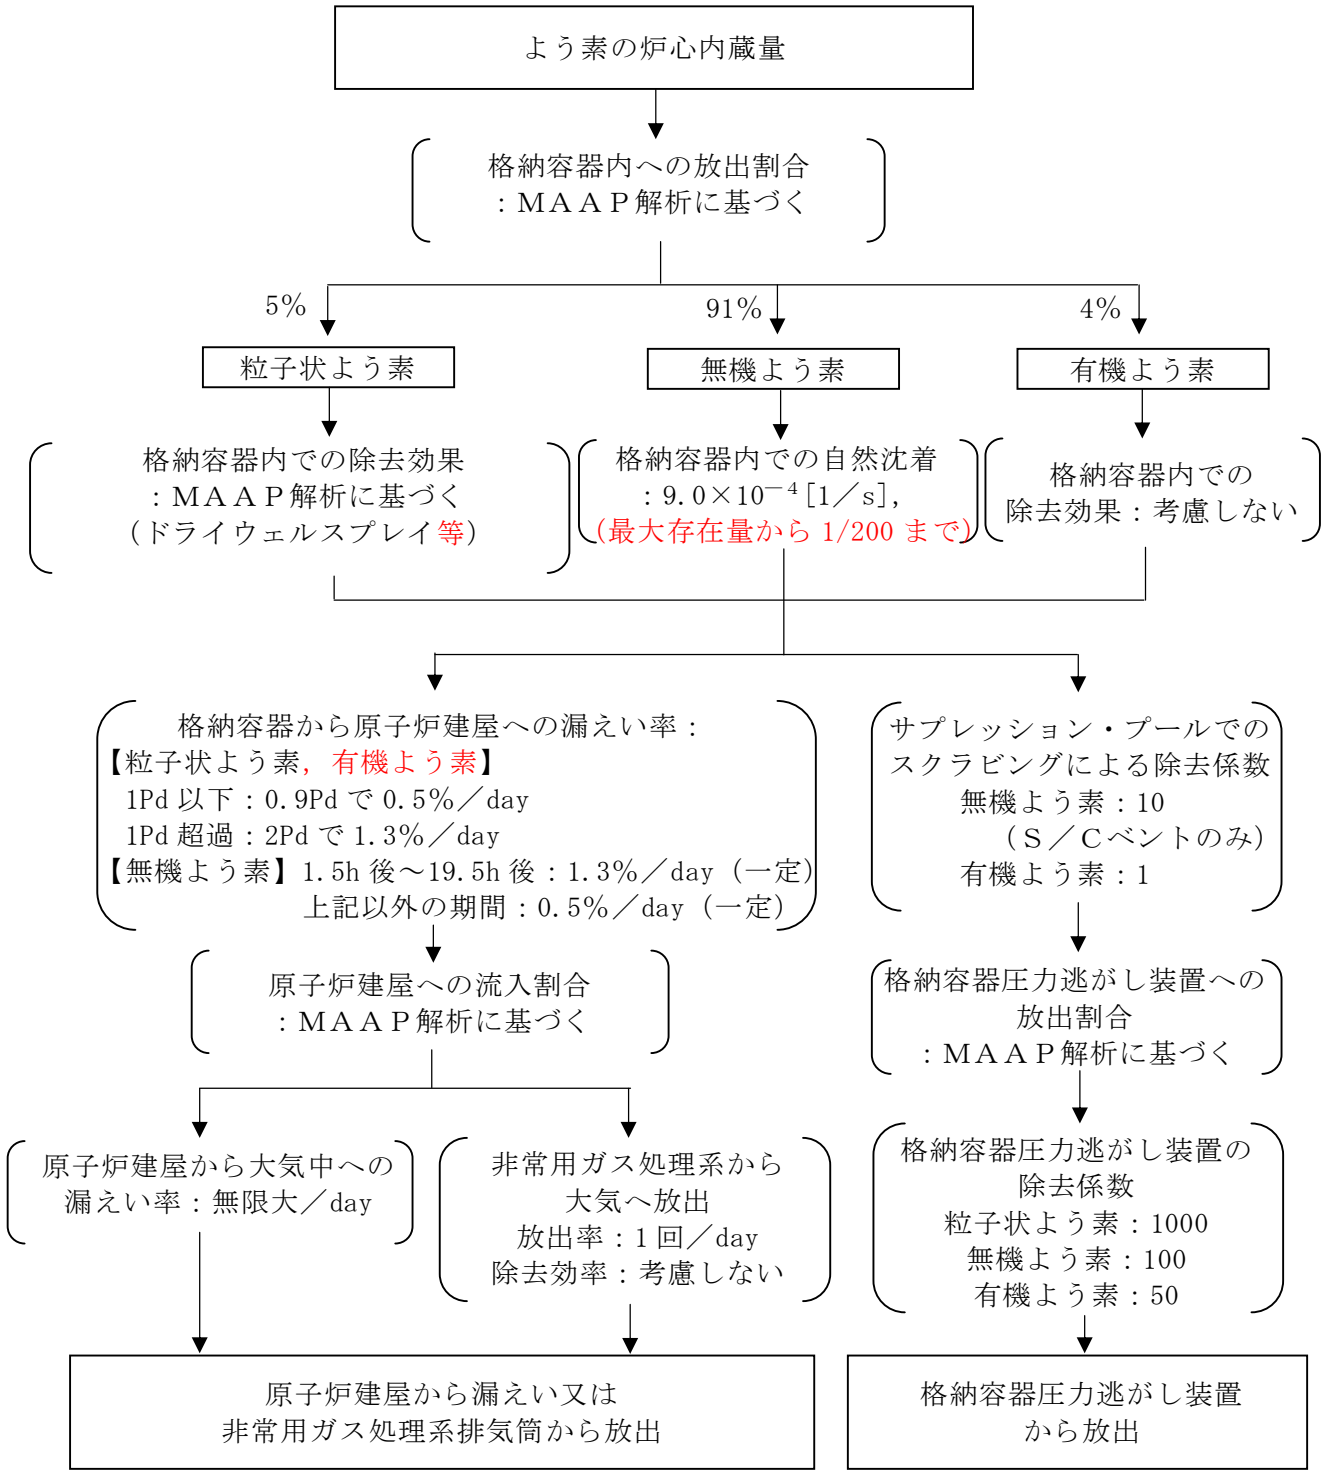 よう素の炉心内蔵量
格納容器内への放出割合
：ＭＡＡＰ解析に基づく
5％
91％
4％
粒子状よう素
無機よう素
有機よう素
格納容器内での除去効果
：ＭＡＡＰ解析に基づく
（ドライウェルスプレイ等）
格納容器内での自然沈着
：9.0×10⁻⁴[1／s],
（最大存在量から 1/200 まで）
格納容器内での
除去効果：考慮しない
格納容器から原子炉建屋への漏えい率：
【粒子状よう素，有機よう素】
1Pd 以下：0.9Pd で 0.5％／day
1Pd 超過：2Pd で 1.3％／day
【無機よう素】1.5h 後～19.5h 後：1.3％／day（一定）
上記以外の期間：0.5％／day（一定）
サプレッション・プールでの
スクラビングによる除去係数
無機よう素：10
（Ｓ／Ｃベントのみ）
有機よう素：1
原子炉建屋への流入割合
：ＭＡＡＰ解析に基づく
格納容器圧力逃がし装置への
放出割合
：ＭＡＡＰ解析に基づく
原子炉建屋から大気中への
漏えい率：無限大／day
非常用ガス処理系から
大気へ放出
放出率：1 回／day
除去効率：考慮しない
格納容器圧力逃がし装置の
除去係数
粒子状よう素：1000
無機よう素：100
有機よう素：50
原子炉建屋から漏えい又は
非常用ガス処理系排気筒から放出
格納容器圧力逃がし装置
から放出